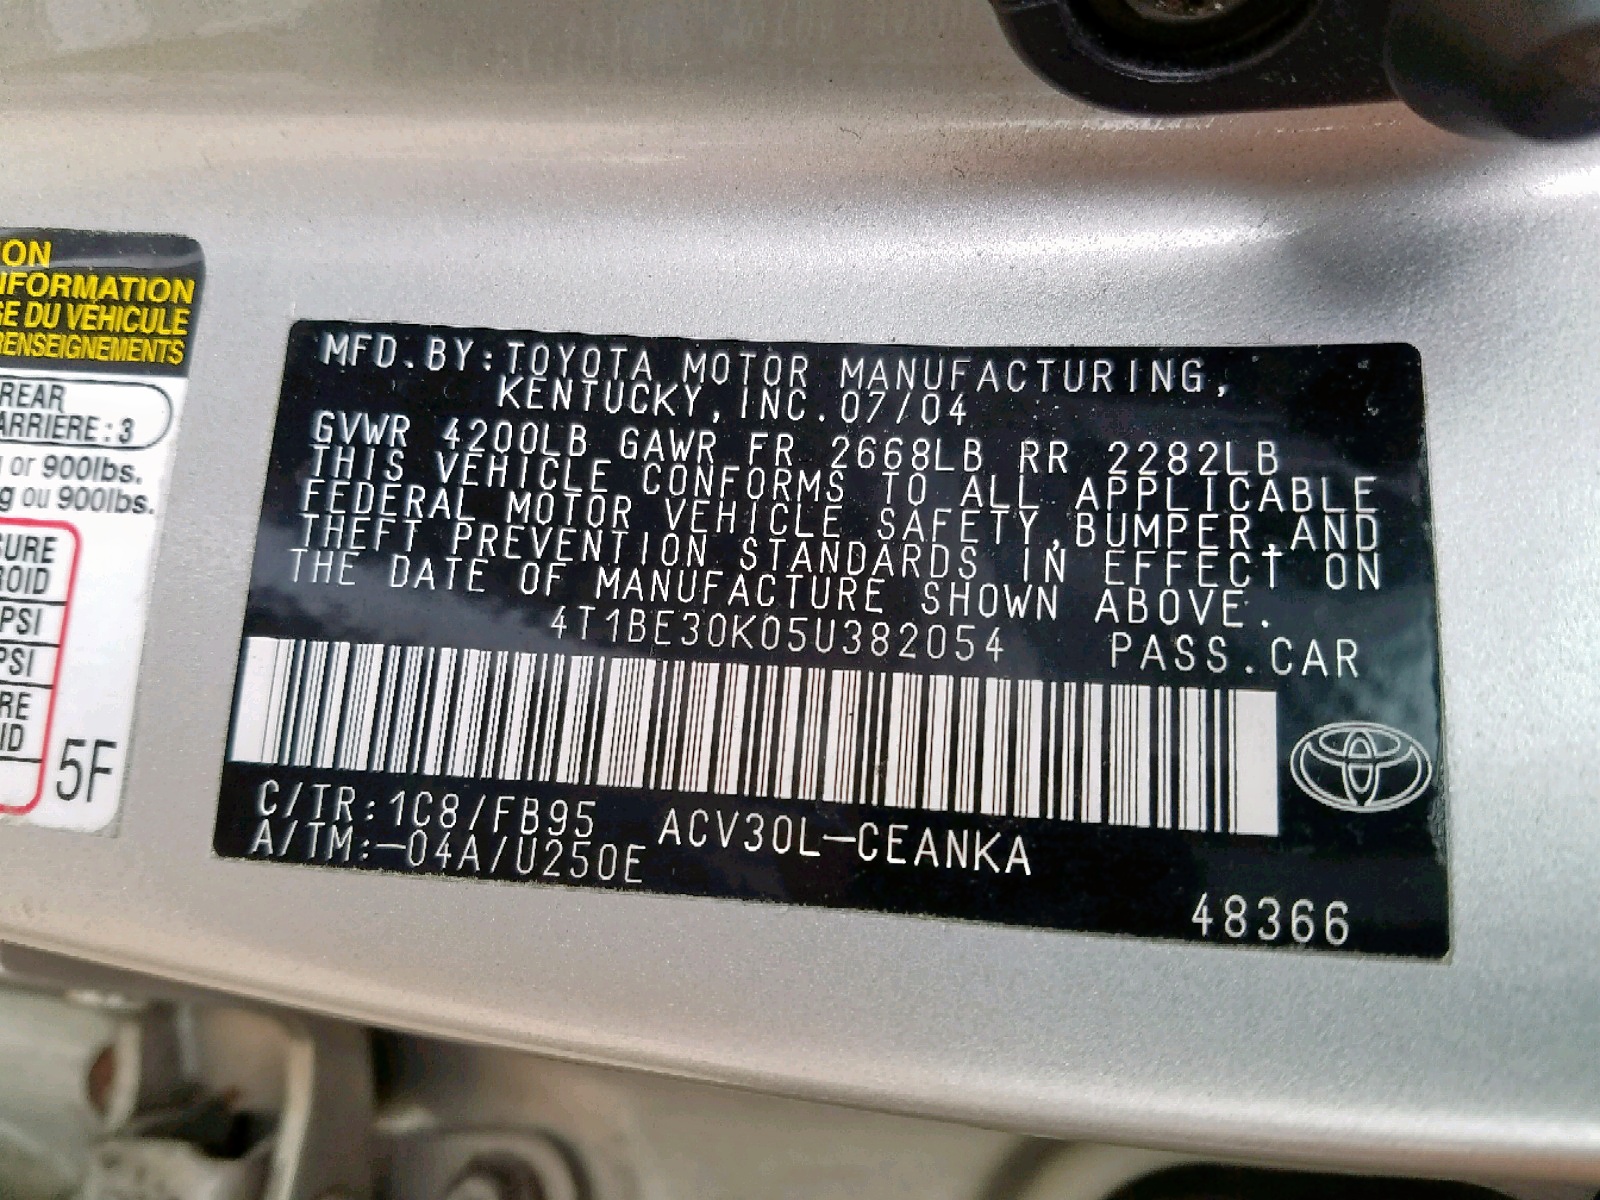 ON
NFORMATION
GE DU VÉHICULE
RENSEIGNEMENTS
REAR
ARRIERE : 3
or 900lbs.
g ou 900lbs.
SURE
ROID
PSI
PSI
RE
ID
5F
MFD.BY:TOYOTA MOTOR MANUFACTURING,
KENTUCKY, INC. 07/04
GVWR 4200LB GAWR FR 2668LB RR 2282LB
THIS VEHICLE CONFORMS TO ALL APPLICABLE
FEDERAL MOTOR VEHICLE SAFETY,BUMPER,AND
THEFT PREVENTION STANDARDS IN EFFECT ON
THE DATE OF MANUFACTURE SHOWN ABOVE.
4T1BE30K05U382054 PASS.CAR
C/TR:1C8/FB95 ACV30L-CEANKA
A/TM:-04A/U250E
48366